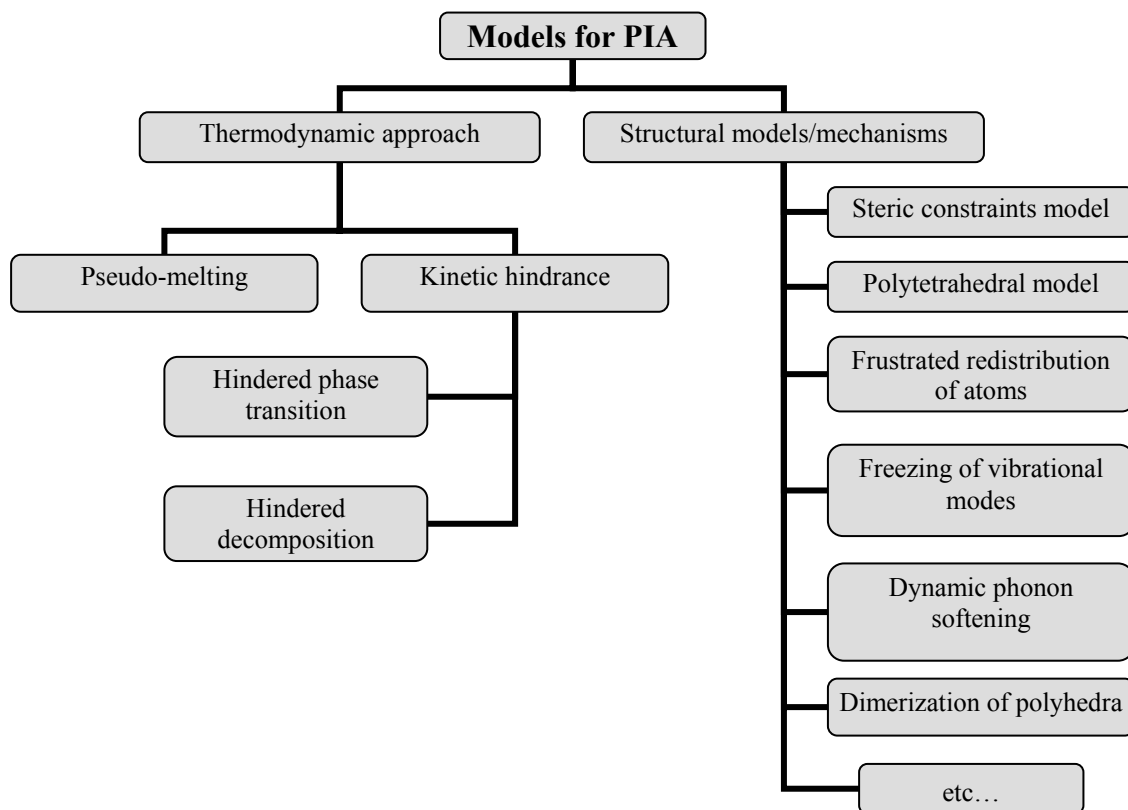 Models for PIA
Thermodynamic approach
Structural models/mechanisms
Pseudo-melting
Kinetic hindrance
Hindered phase
transition
Hindered
decomposition
Steric constraints model
Polytetrahedral model
Frustrated redistribution
of atoms
Freezing of vibrational
modes
Dynamic phonon
softening
Dimerization of polyhedra
etc…